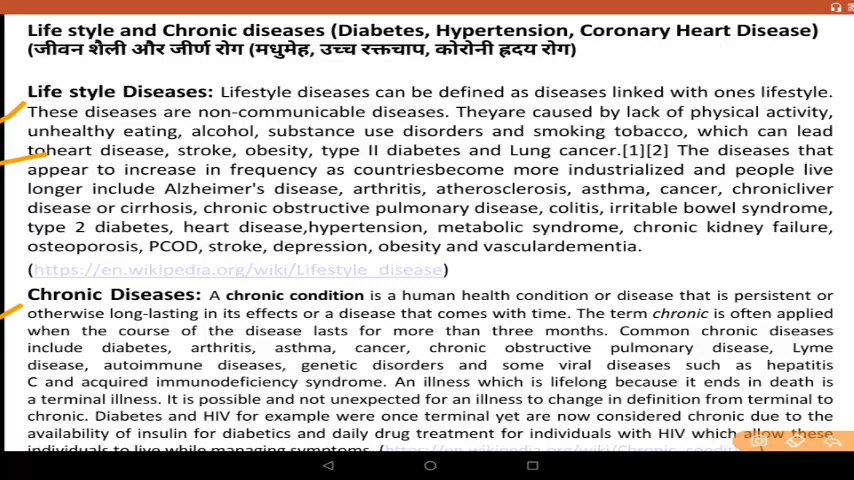 Life style and Chronic diseases (Diabetes, Hypertension, Coronary Heart Disease)
(जीवन शैली और जीर्ण रोग (मधुमेह, उच्च रक्तचाप, कोरोनी ह्रदय रोग)
Life style Diseases: Lifestyle diseases can be defined as diseases linked with ones lifestyle.
These diseases are non-communicable diseases. Theyare caused by lack of physical activity,
unhealthy eating, alcohol, substance use disorders and smoking tobacco, which can lead
toheart disease, stroke, obesity, type II diabetes and Lung cancer.[1][2] The diseases that
appear to increase in frequency as countriesbecome more industrialized and people live
longer include Alzheimer's disease, arthritis, atherosclerosis, asthma, cancer, chronicliver
disease or cirrhosis, chronic obstructive pulmonary disease, colitis, irritable bowel syndrome,
type 2 diabetes, heart disease,hypertension, metabolic syndrome, chronic kidney failure,
osteoporosis, PCOD, stroke, depression, obesity and vasculardementia.
(https://en.wikipedia.org/wiki/Lifestyle_disease)
Chronic Diseases: A chronic condition is a human health condition or disease that is persistent or
otherwise long-lasting in its effects or a disease that comes with time. The term chronic is often applied
when the course of the disease lasts for more than three months. Common chronic diseases
include diabetes, arthritis, asthma, cancer, chronic obstructive pulmonary disease, Lyme
disease, autoimmune diseases, genetic disorders and some viral diseases such as hepatitis
C and acquired immunodeficiency syndrome. An illness which is lifelong because it ends in death is
a terminal illness. It is possible and not unexpected for an illness to change in definition from terminal to
chronic. Diabetes and HIV for example were once terminal yet are now considered chronic due to the
availability of insulin for diabetics and daily drug treatment for individuals with HIV which allow these
individuals to live while managing symptoms. (https://en.wikipedia.org/wiki/Chronic_condit